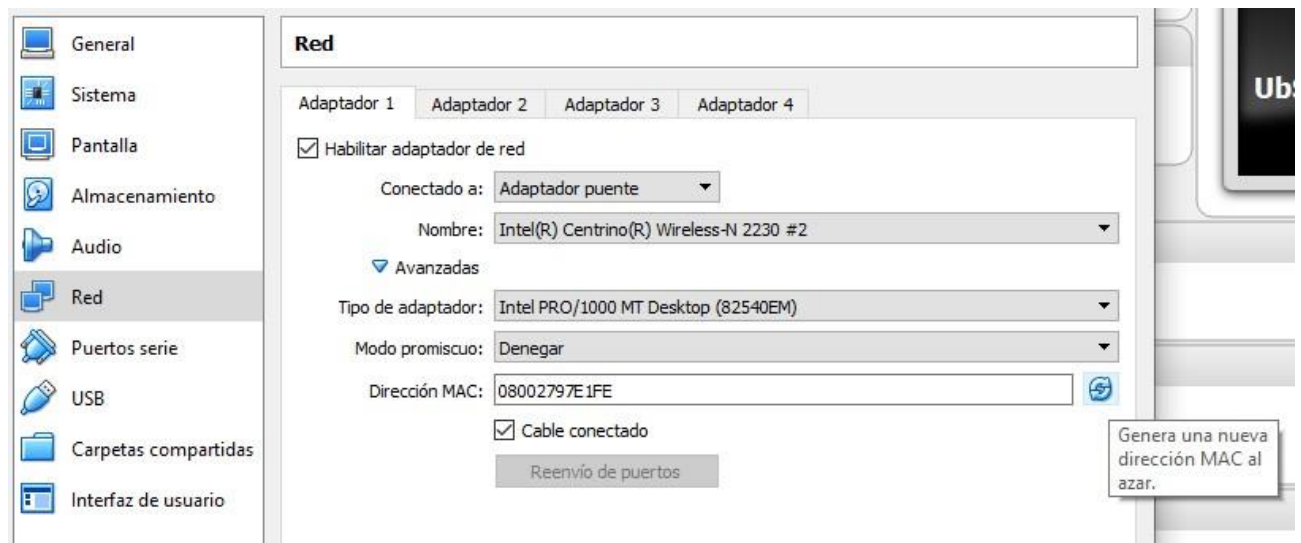 General
Sistema
Pantalla
Almacenamiento
Audio
Red
Puertos serie
USB
Carpetas compartidas
Interfaz de usuario
Red
Adaptador 1 Adaptador 2 Adaptador 3 Adaptador 4
Habilitar adaptador de red
Conectado a: Adaptador puente
Nombre: Intel(R) Centrino(R) Wireless-N 2230 #2
Avanzadas
Tipo de adaptador: Intel PRO/1000 MT Desktop (82540EM)
Modo promiscuo: Denegar
Dirección MAC: 08002797E1FE
Cable conectado
Reenvío de puertos
Genera una nueva
dirección MAC al
azar.